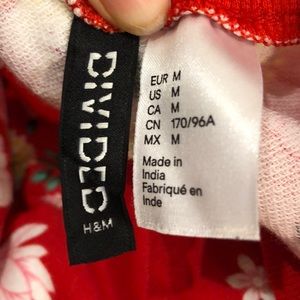 DIVIDED
H&M
EUR M
US M
CA M
CN 170/96A
MX M
Made in
India
Fabriqué en
Inde